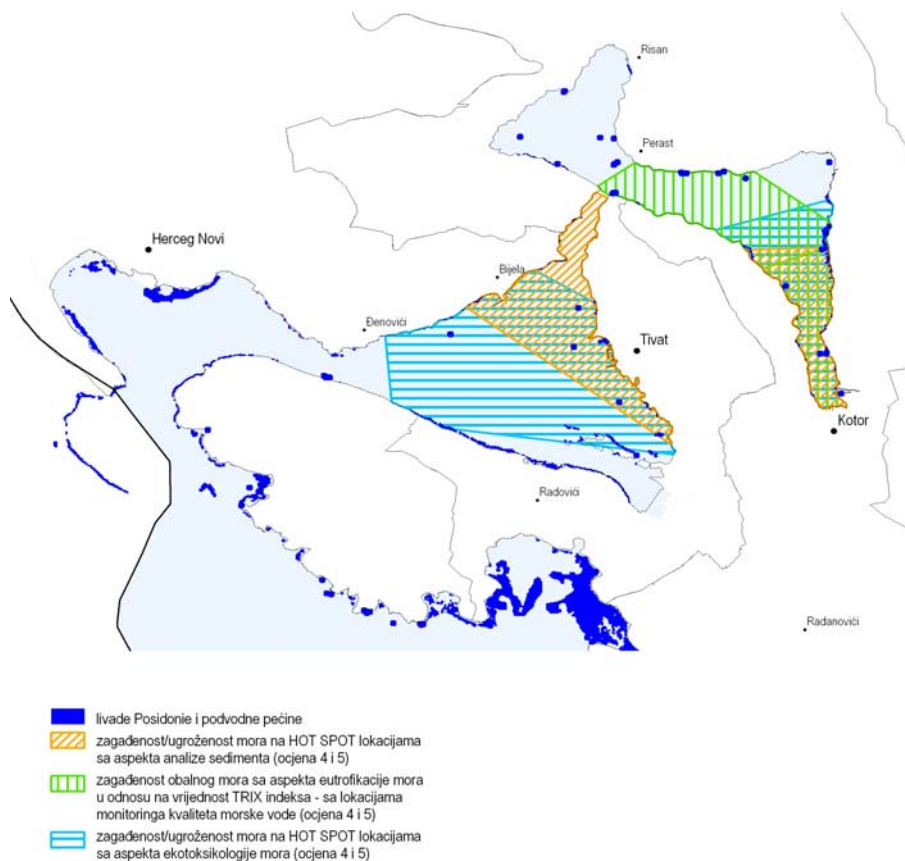 Risan
Perast
Herceg Novi
Bijela
Đenovići
Tivat
Kotor
Radovići
Radanovići
livade Posidonie i podvodne pećine
zagađenost/ugroženost mora na HOT SPOT lokacijama
sa aspekta analize sedimenta (ocjena 4 i 5)
zagađenost obalnog mora sa aspekta eutrofikacije mora
u odnosu na vrijednost TRIX indeksa - sa lokacijama
monitoringa kvaliteta morske vode (ocjena 4 i 5)
zagađenost/ugroženost mora na HOT SPOT lokacijama
sa aspekta ekotoksikologije mora (ocjena 4 i 5)